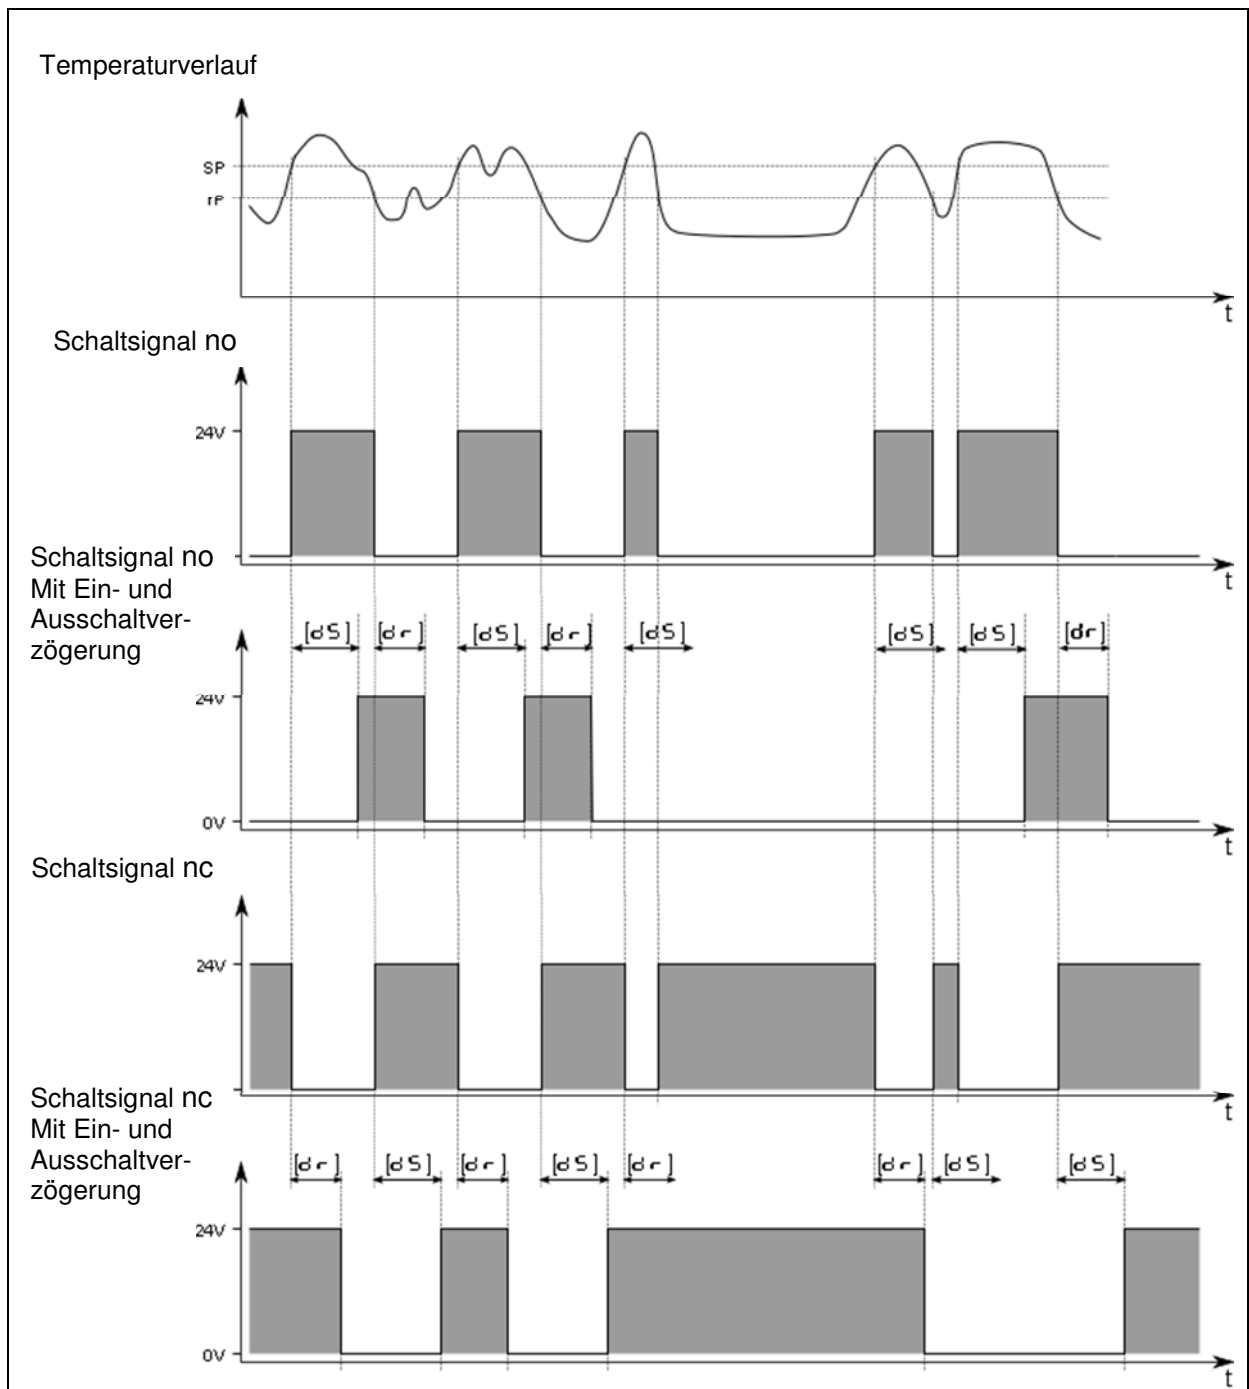 Temperaturverlauf
SP
rP
t
Schaltsignal no
24V
Schaltsignal no
Mit Ein- und
Ausschaltver-
zögerung
t
[dS] [dr] [dS] [dr] [dS] [dS] [dS] [dr]
24V
0V
t
Schaltsignal nc
24V
Schaltsignal nc
Mit Ein- und
Ausschaltver-
zögerung
t
[dr] [dS] [dr] [dS] [dr] [dr] [dS] [dS]
24V
0V
t